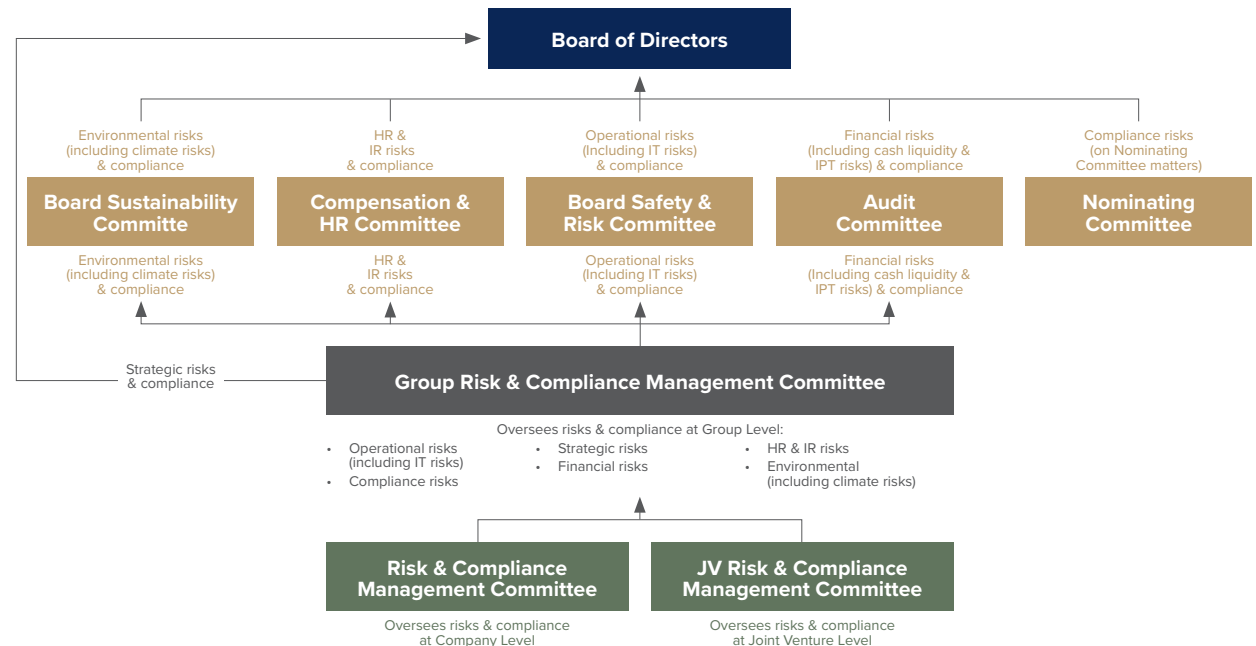 Board of Directors
Environmental risks
(including climate risks)
& compliance
HR &
IR risks
& compliance
Operational risks
(Including IT risks)
& compliance
Financial risks
(Including cash liquidity &
IPT risks) & compliance
Compliance risks
(on Nominating
Committee matters)
Board Sustainability
Committe
Compensation &
HR Committee
Board Safety &
Risk Committee
Audit
Committee
Nominating
Committee
Environmental risks
(including climate risks)
& compliance
HR &
IR risks
& compliance
Operational risks
(Including IT risks)
& compliance
Financial risks
(Including cash liquidity &
IPT risks) & compliance
Strategic risks
& compliance
Group Risk & Compliance Management Committee
Oversees risks & compliance at Group Level:
• Operational risks
(including IT risks)
• Compliance risks
• Strategic risks
• Financial risks
• HR & IR risks
• Environmental
(including climate risks)
Risk & Compliance
Management Committee
JV Risk & Compliance
Management Committee
Oversees risks & compliance
at Company Level
Oversees risks & compliance
at Joint Venture Level